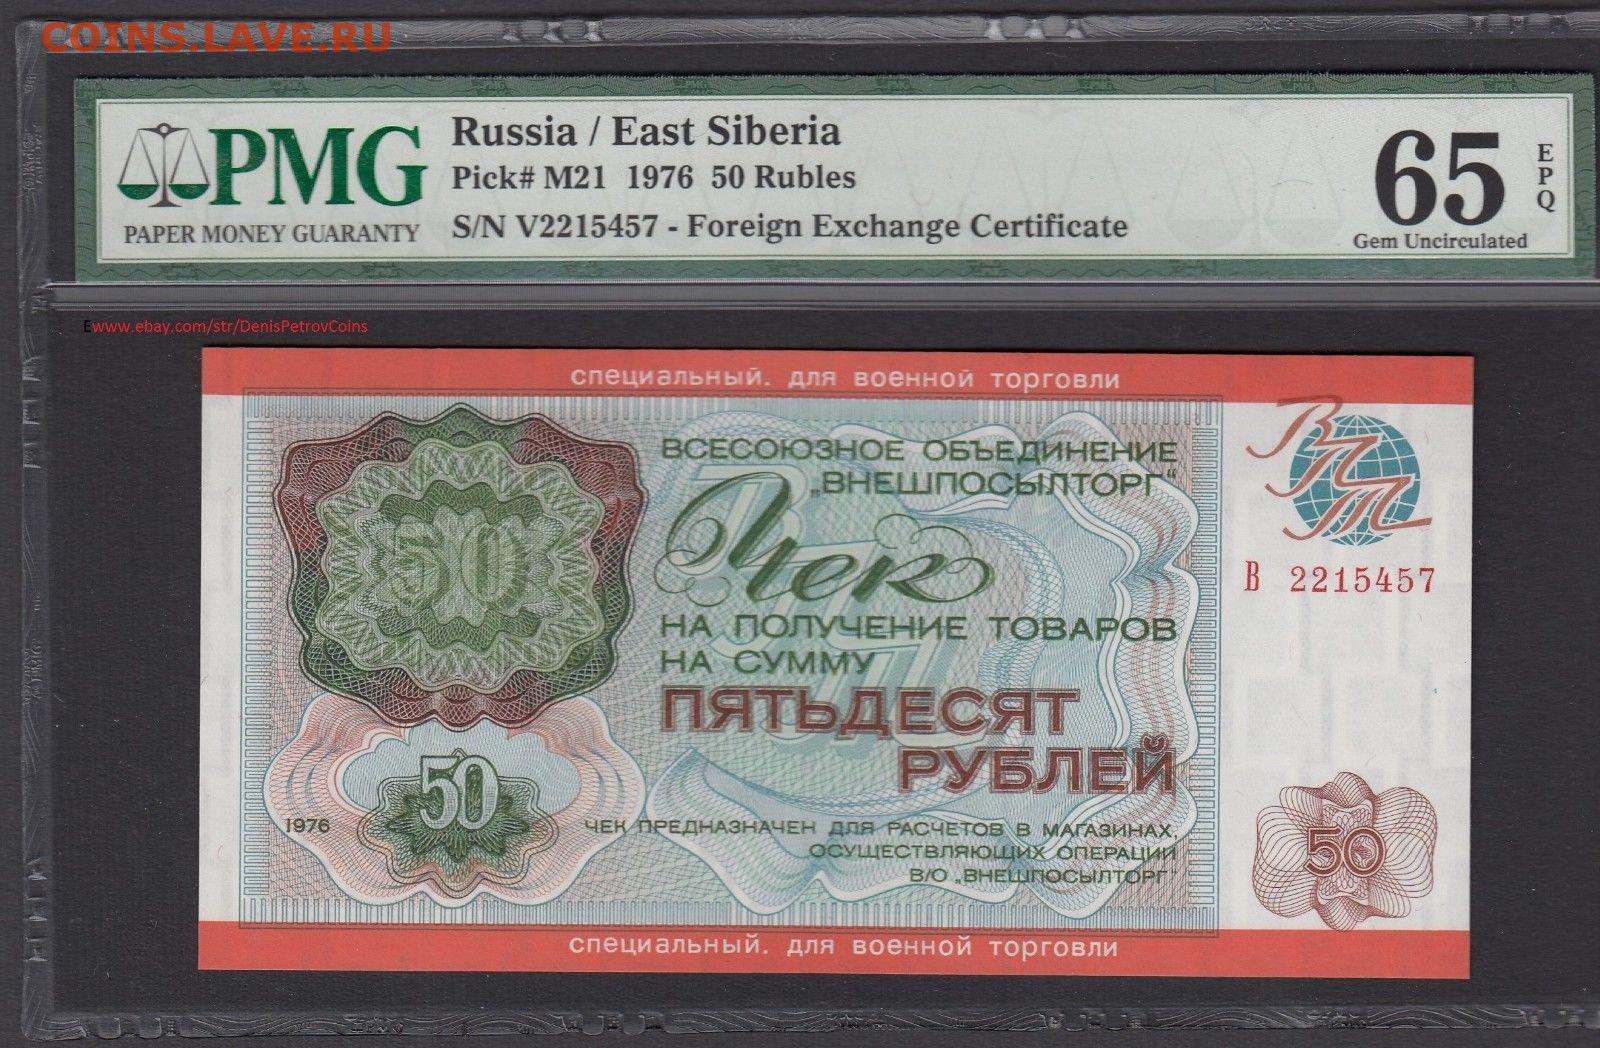 COINS.LAVE.RU
PMG
PAPER MONEY GUARANTY
Russia / East Siberia
Pick# M21 1976 50 Rubles
S/N V2215457 - Foreign Exchange Certificate
65
EPQ
Gem Uncirculated
Ewww.ebay.com/str/DenisPetrovCoins
специальный. для военной торговли
ВСЕСОЮЗНОЕ ОБЪЕДИНЕНИЕ
„ВНЕШПОСЫЛТОРГ“
ВПТ
50
Чек
В 2215457
НА ПОЛУЧЕНИЕ ТОВАРОВ
НА СУММУ
ПЯТЬДЕСЯТ
РУБЛЕЙ
50
1976
ЧЕК ПРЕДНАЗНАЧЕН ДЛЯ РАСЧЕТОВ В МАГАЗИНАХ,
ОСУЩЕСТВЛЯЮЩИХ ОПЕРАЦИИ
В/О „ВНЕШПОСЫЛТОРГ“
50
специальный. для военной торговли